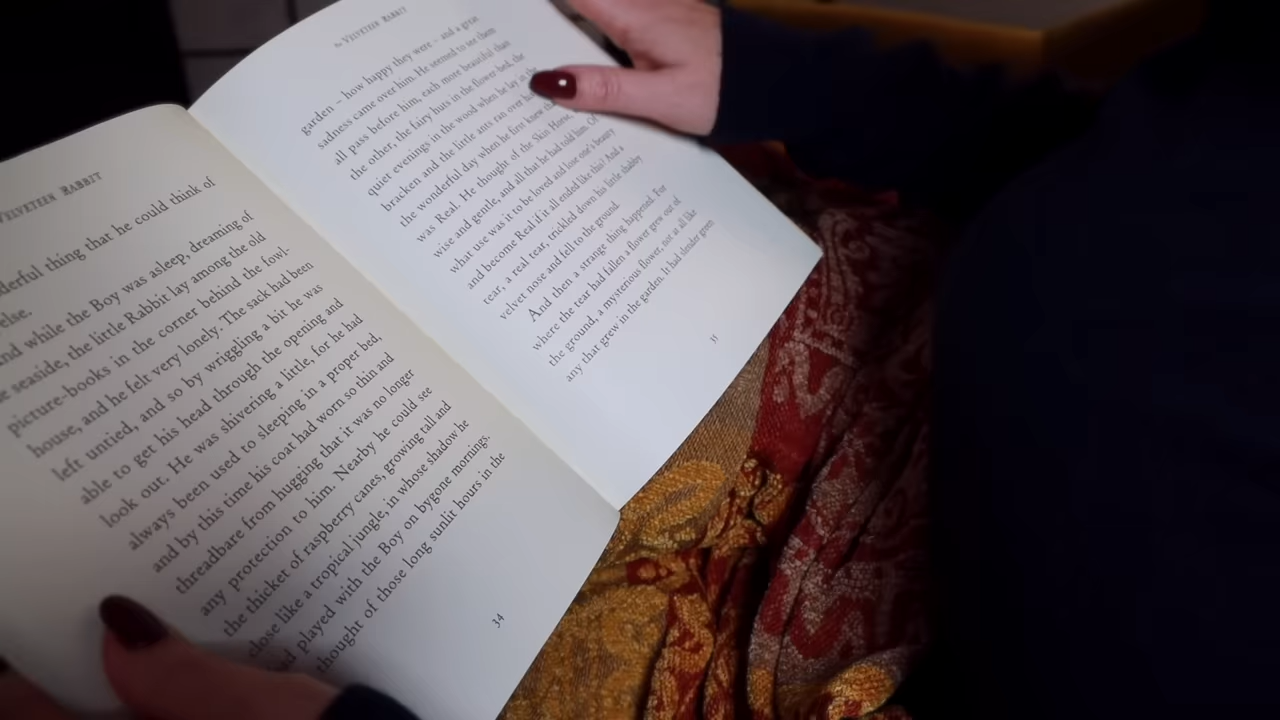 VELVETEEN RABBIT
derful thing that he could think of
else.
nd while the Boy was asleep, dreaming of
e seaside, the little Rabbit lay among the old
picture-books in the corner behind the fowl-
house, and he felt very lonely. The sack had been
left untied, and so by wriggling a bit he was
able to get his head through the opening and
look out. He was shivering a little, for he had
always been used to sleeping in a proper bed,
and by this time his coat had worn so thin and
threadbare from hugging that it was no longer
any protection to him. Nearby he could see
the thicket of raspberry canes, growing tall and
close like a tropical jungle, in whose shadow he
had played with the Boy on bygone mornings.
thought of those long sunlit hours in the
34
The VELVETEEN RABBIT
garden – how happy they were – and a great
sadness came over him. He seemed to see them
all pass before him, each more beautiful than
the other, the fairy huts in the flower-bed, the
quiet evenings in the wood when he lay in the
bracken and the little ants ran over his
the wonderful day when he first knew that
was Real. He thought of the Skin Horse,
wise and gentle, and all that he had told him. Of
what use was it to be loved and lose one's beauty
and become Real if it all ended like this? And a
tear, a real tear, trickled down his little shabby
velvet nose and fell to the ground.
And then a strange thing happened. For
where the tear had fallen a flower grew out of
the ground, a mysterious flower, not at all like
any that grew in the garden. It had slender green
35